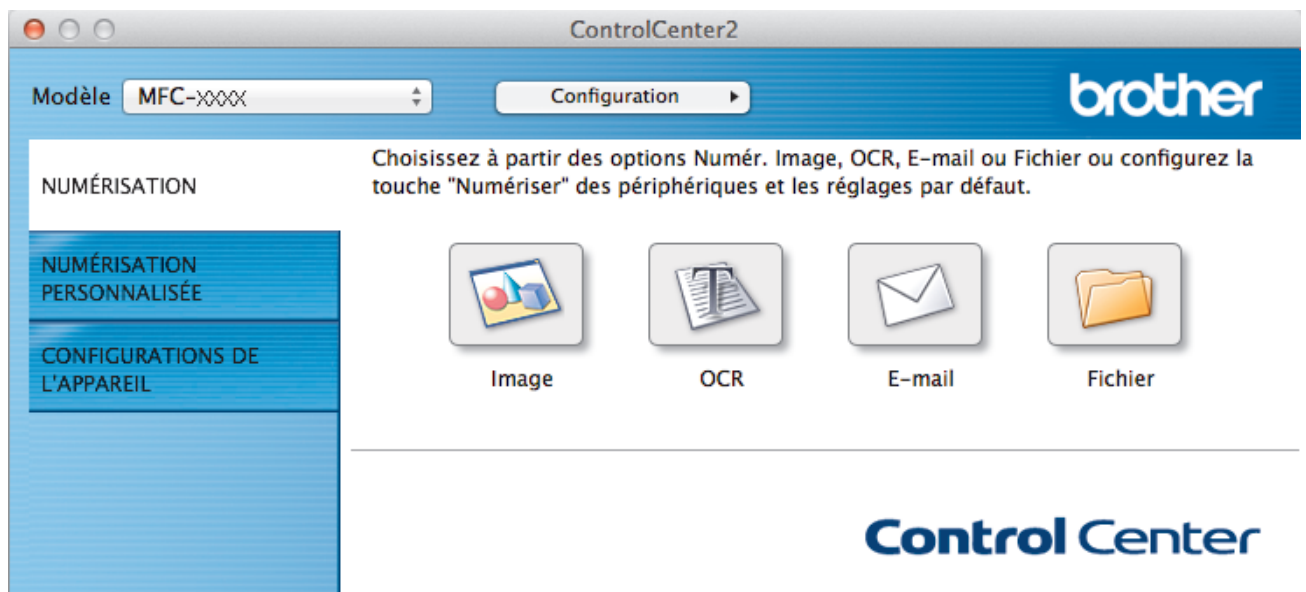 ControlCenter2
Modèle MFC-XXXX Configuration brother
NUMÉRISATION
Choisissez à partir des options Numér. Image, OCR, E-mail ou Fichier ou configurez la
touche "Numériser" des périphériques et les réglages par défaut.
NUMÉRISATION
PERSONNALISÉE
CONFIGURATIONS DE
L'APPAREIL
Image OCR E-mail Fichier
Control Center